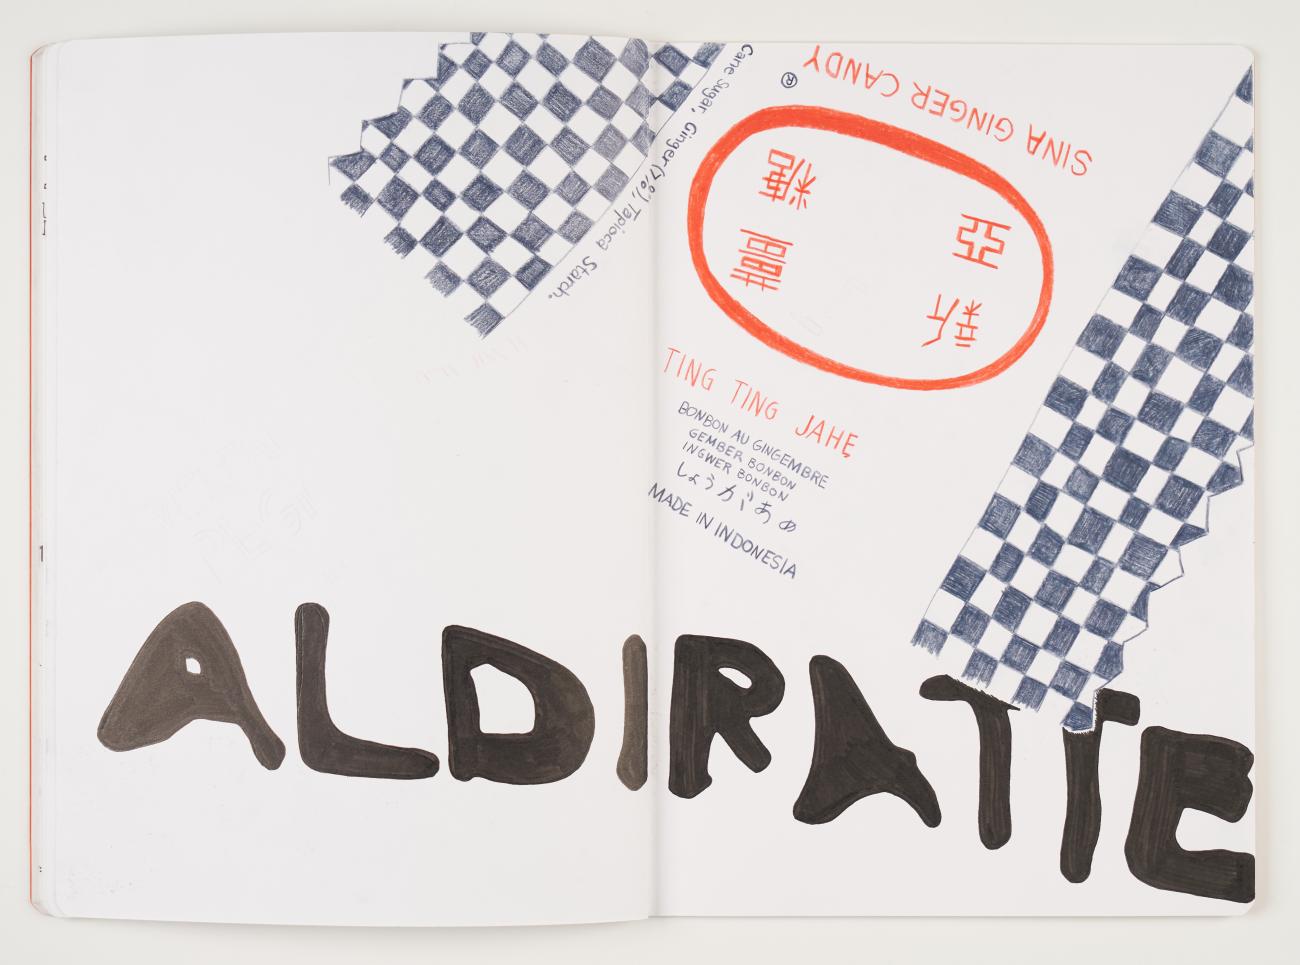 Cane Sugar, Ginger(7%), Tapioca Starch.
SINA GINGER CANDY ®
新亞
薑糖
TING TING JAHE
BONBON AU GINGEMBRE
GEMBER BONBON
INGWER BONBON
しょうがあめ
MADE IN INDONESIA
ALDIRATTE